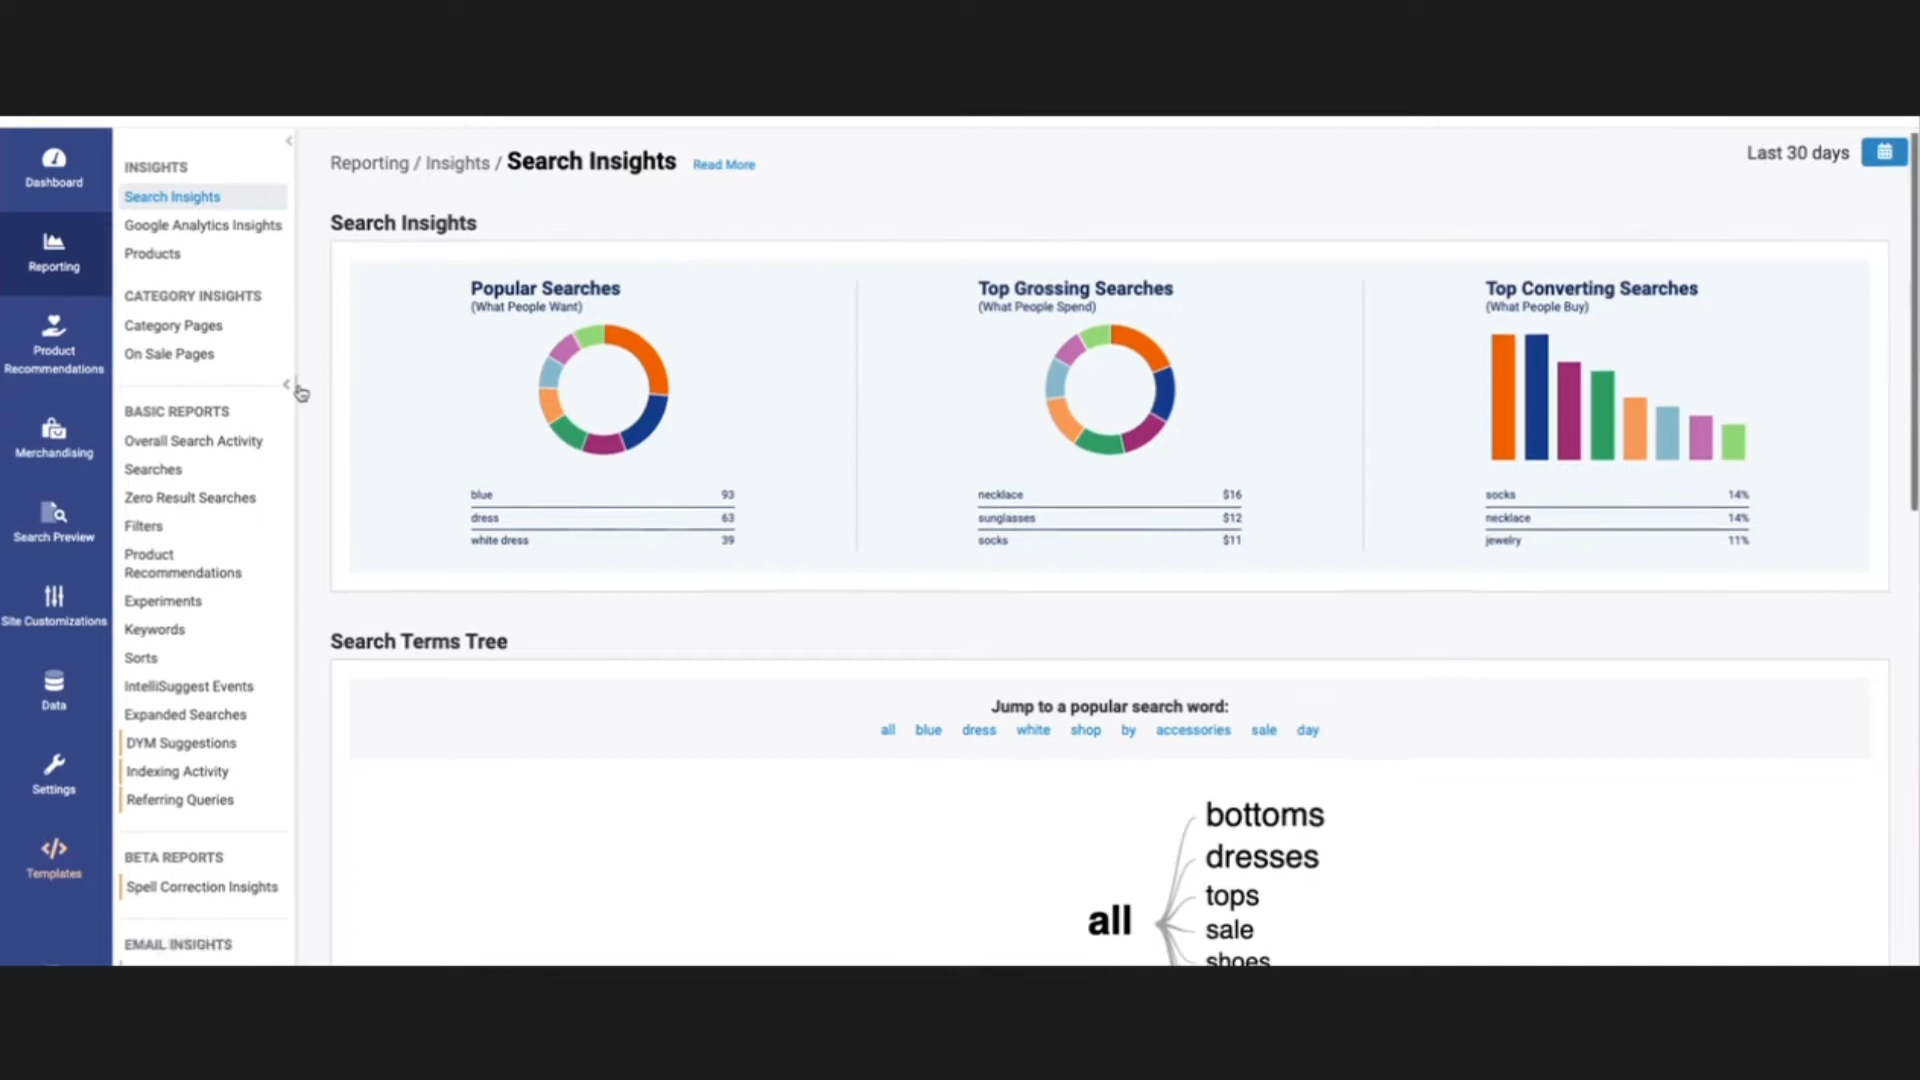 Dashboard
Reporting
Product
Recommendations
Merchandising
Search Preview
Site Customizations
Data
Settings
</>
Templates
INSIGHTS
Search Insights
Google Analytics Insights
Products
CATEGORY INSIGHTS
Category Pages
On Sale Pages
BASIC REPORTS
Overall Search Activity
Searches
Zero Result Searches
Filters
Product
Recommendations
Experiments
Keywords
Sorts
IntelliSuggest Events
Expanded Searches
DYM Suggestions
Indexing Activity
Referring Queries
BETA REPORTS
Spell Correction Insights
EMAIL INSIGHTS
Reporting / Insights / Search Insights Read More
Last 30 days
Search Insights
Popular Searches
(What People Want)
blue 93
dress 63
white dress 39
Top Grossing Searches
(What People Spend)
necklace $16
sunglasses $12
socks $11
Top Converting Searches
(What People Buy)
socks 14%
necklace 14%
jewelry 11%
Search Terms Tree
Jump to a popular search word:
all blue dress white shop by accessories sale day
all
bottoms
dresses
tops
sale
shoes